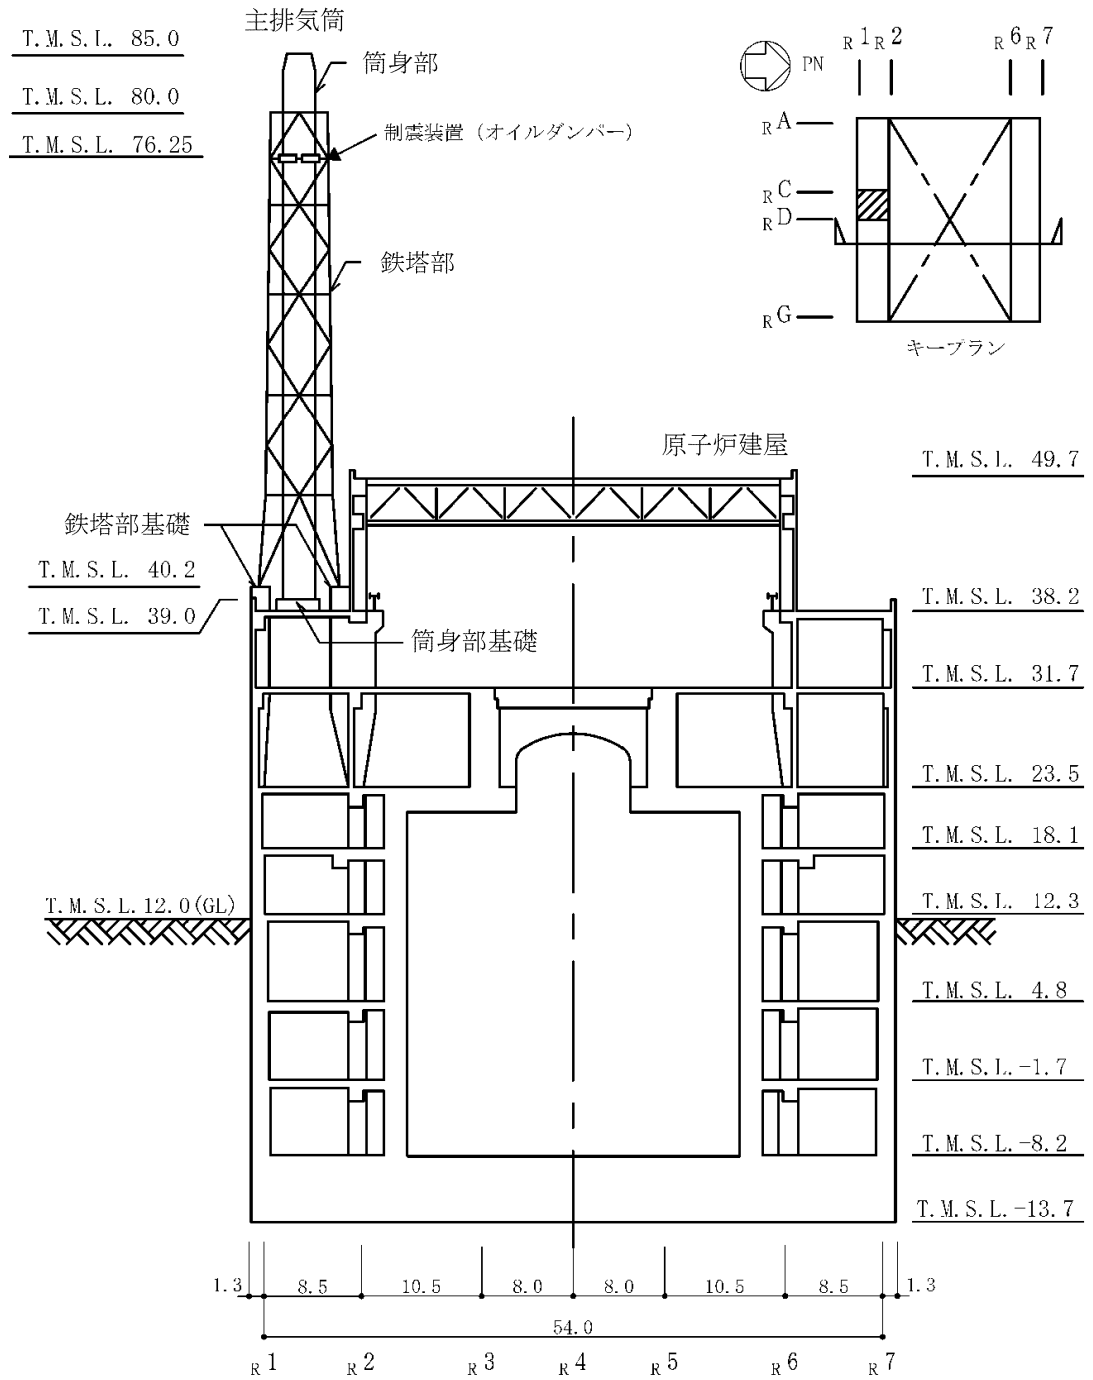 主排気筒
T.M.S.L. 85.0
筒身部
T.M.S.L. 80.0
制震装置（オイルダンパー）
T.M.S.L. 76.25
鉄塔部
PN
R1 R2 R6 R7
RA
RC
RD
RG
キープラン
原子炉建屋
T.M.S.L. 49.7
鉄塔部基礎
T.M.S.L. 40.2
T.M.S.L. 39.0
筒身部基礎
T.M.S.L. 38.2
T.M.S.L. 31.7
T.M.S.L. 23.5
T.M.S.L. 18.1
T.M.S.L. 12.3
T.M.S.L.12.0(GL)
T.M.S.L. 4.8
T.M.S.L.-1.7
T.M.S.L.-8.2
T.M.S.L.-13.7
1.3 8.5 10.5 8.0 8.0 10.5 8.5 1.3
54.0
R1 R2 R3 R4 R5 R6 R7